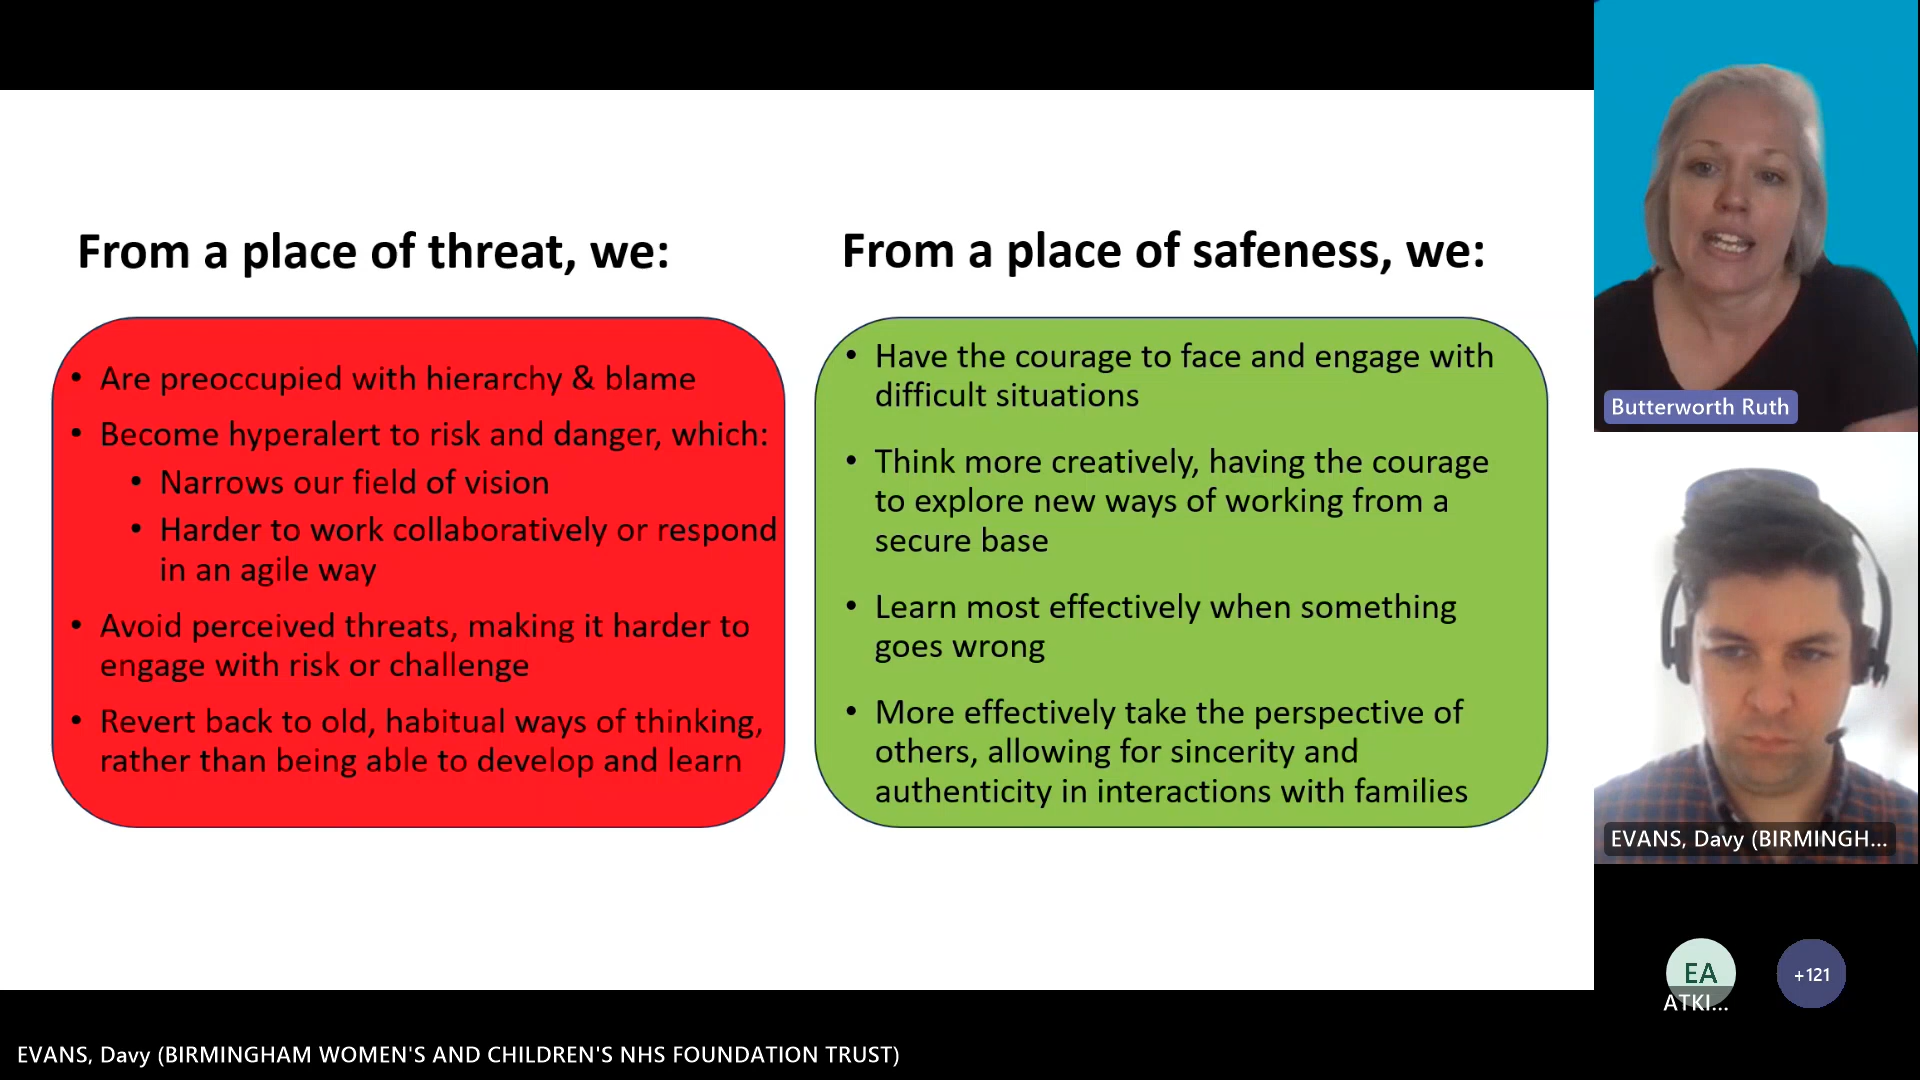 From a place of threat, we:
• Are preoccupied with hierarchy & blame
• Become hyperalert to risk and danger, which:
• Narrows our field of vision
• Harder to work collaboratively or respond
in an agile way
• Avoid perceived threats, making it harder to
engage with risk or challenge
• Revert back to old, habitual ways of thinking,
rather than being able to develop and learn
From a place of safeness, we:
• Have the courage to face and engage with
difficult situations
• Think more creatively, having the courage
to explore new ways of working from a
secure base
• Learn most effectively when something
goes wrong
• More effectively take the perspective of
others, allowing for sincerity and
authenticity in interactions with families
Butterworth Ruth
EVANS, Davy (BIRMINGH...
EA
ATKI...
+121
EVANS, Davy (BIRMINGHAM WOMEN'S AND CHILDREN'S NHS FOUNDATION TRUST)